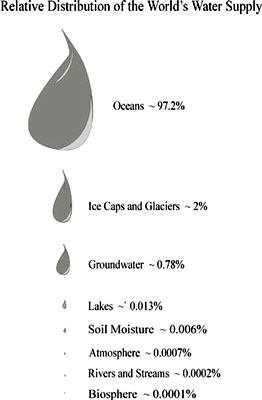 Relative Distribution of the World's Water Supply
Oceans ~ 97.2%
Ice Caps and Glaciers ~ 2%
Groundwater ~ 0.78%
Lakes ~` 0.013%
Soil Moisture ~ 0.006%
Atmosphere ~ 0.0007%
Rivers and Streams ~ 0.0002%
Biosphere ~ 0.0001%